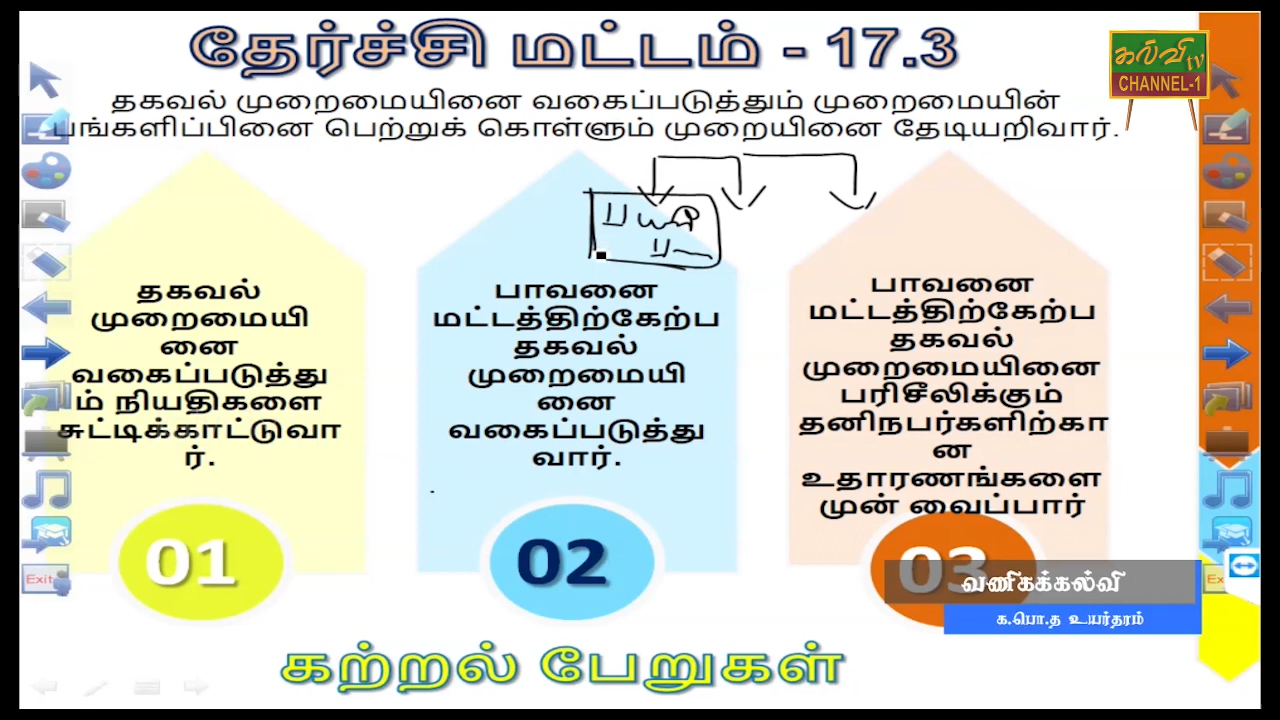 தேர்ச்சி மட்டம் - 17.3
கல்வி tv
CHANNEL-1
தகவல் முறைமையினை வகைப்படுத்தும் முறைமையின்
பங்களிப்பினை பெற்றுக் கொள்ளும் முறையினை தேடியறிவார்.
தகவல்
முறைமையி
னை
வகைப்படுத்து
ம் நியதிகளை
சுட்டிக்காட்டுவா
ர்.
01
பாவனை
மட்டத்திற்கேற்ப
தகவல்
முறைமையி
னை
வகைப்படுத்து
வார்.
02
பாவனை
மட்டத்திற்கேற்ப
தகவல்
முறைமையினை
பரிசீலிக்கும்
தனிநபர்களிற்கா
ன
உதாரணங்களை
முன் வைப்பார்
03
வணிகக்கல்வி
க.பொ.த உயர்தரம்
Exit
கற்றல் பேறுகள்